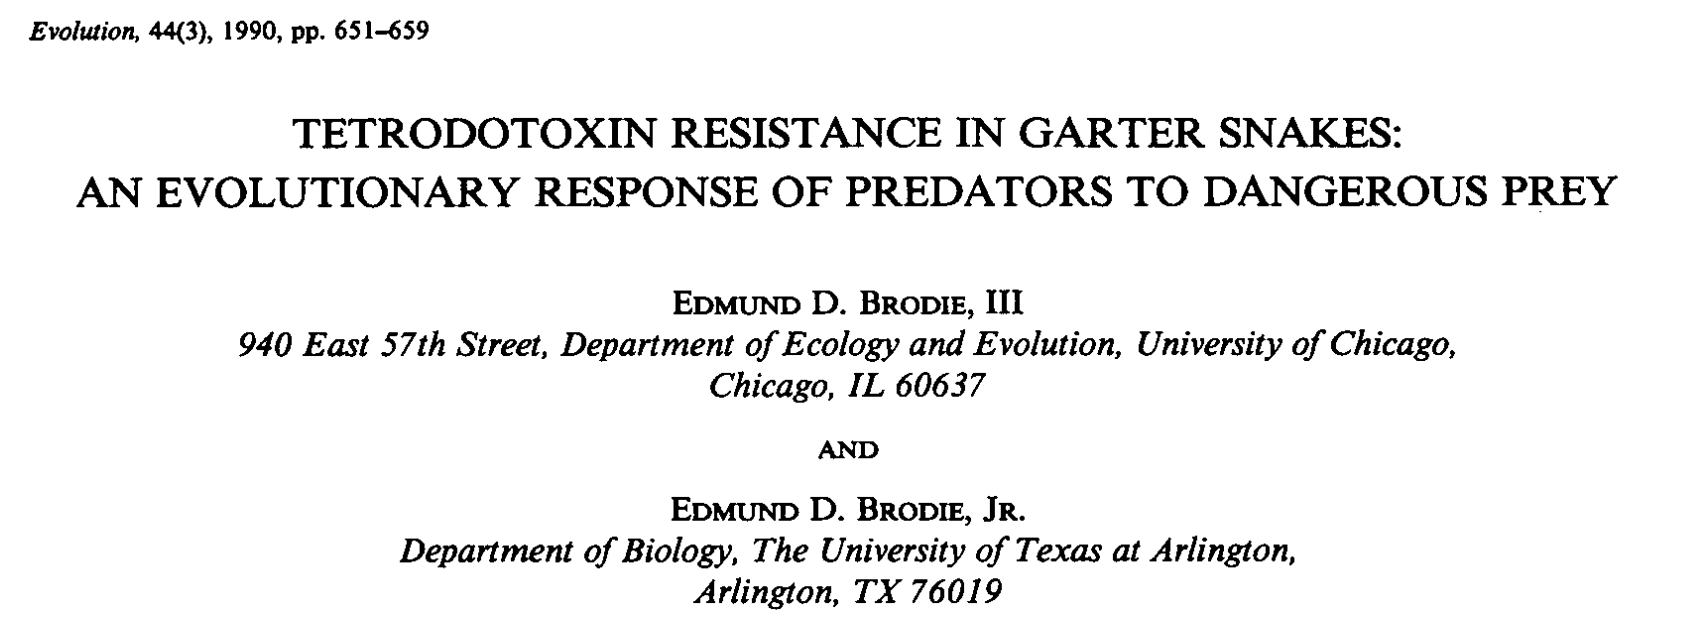 Evolution, 44(3), 1990, pp. 651–659
TETRODOTOXIN RESISTANCE IN GARTER SNAKES:
AN EVOLUTIONARY RESPONSE OF PREDATORS TO DANGEROUS PREY
EDMUND D. BRODIE, III
940 East 57th Street, Department of Ecology and Evolution, University of Chicago,
Chicago, IL 60637
AND
EDMUND D. BRODIE, JR.
Department of Biology, The University of Texas at Arlington,
Arlington, TX 76019